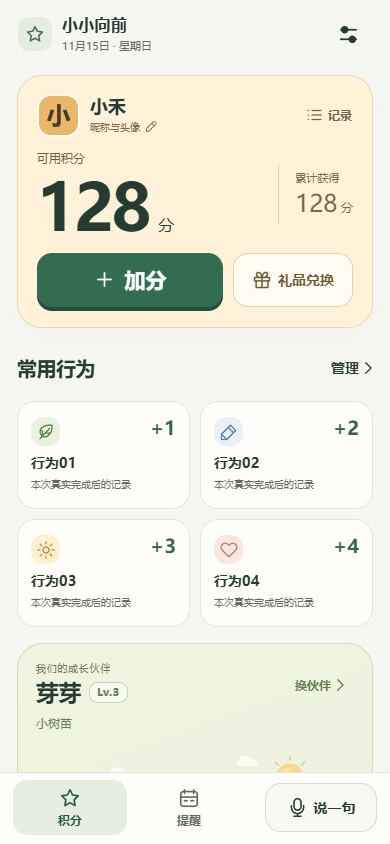 小小向前
11月15日 · 星期日
小
小禾
昵称与头像
记录
可用积分
128 分
累计获得
128 分
＋ 加分
礼品兑换
常用行为
管理
+1
行为01
本次真实完成后的记录
+2
行为02
本次真实完成后的记录
+3
行为03
本次真实完成后的记录
+4
行为04
本次真实完成后的记录
我们的成长伙伴
芽芽 Lv.3
换伙伴
小树苗
积分
提醒
说一句